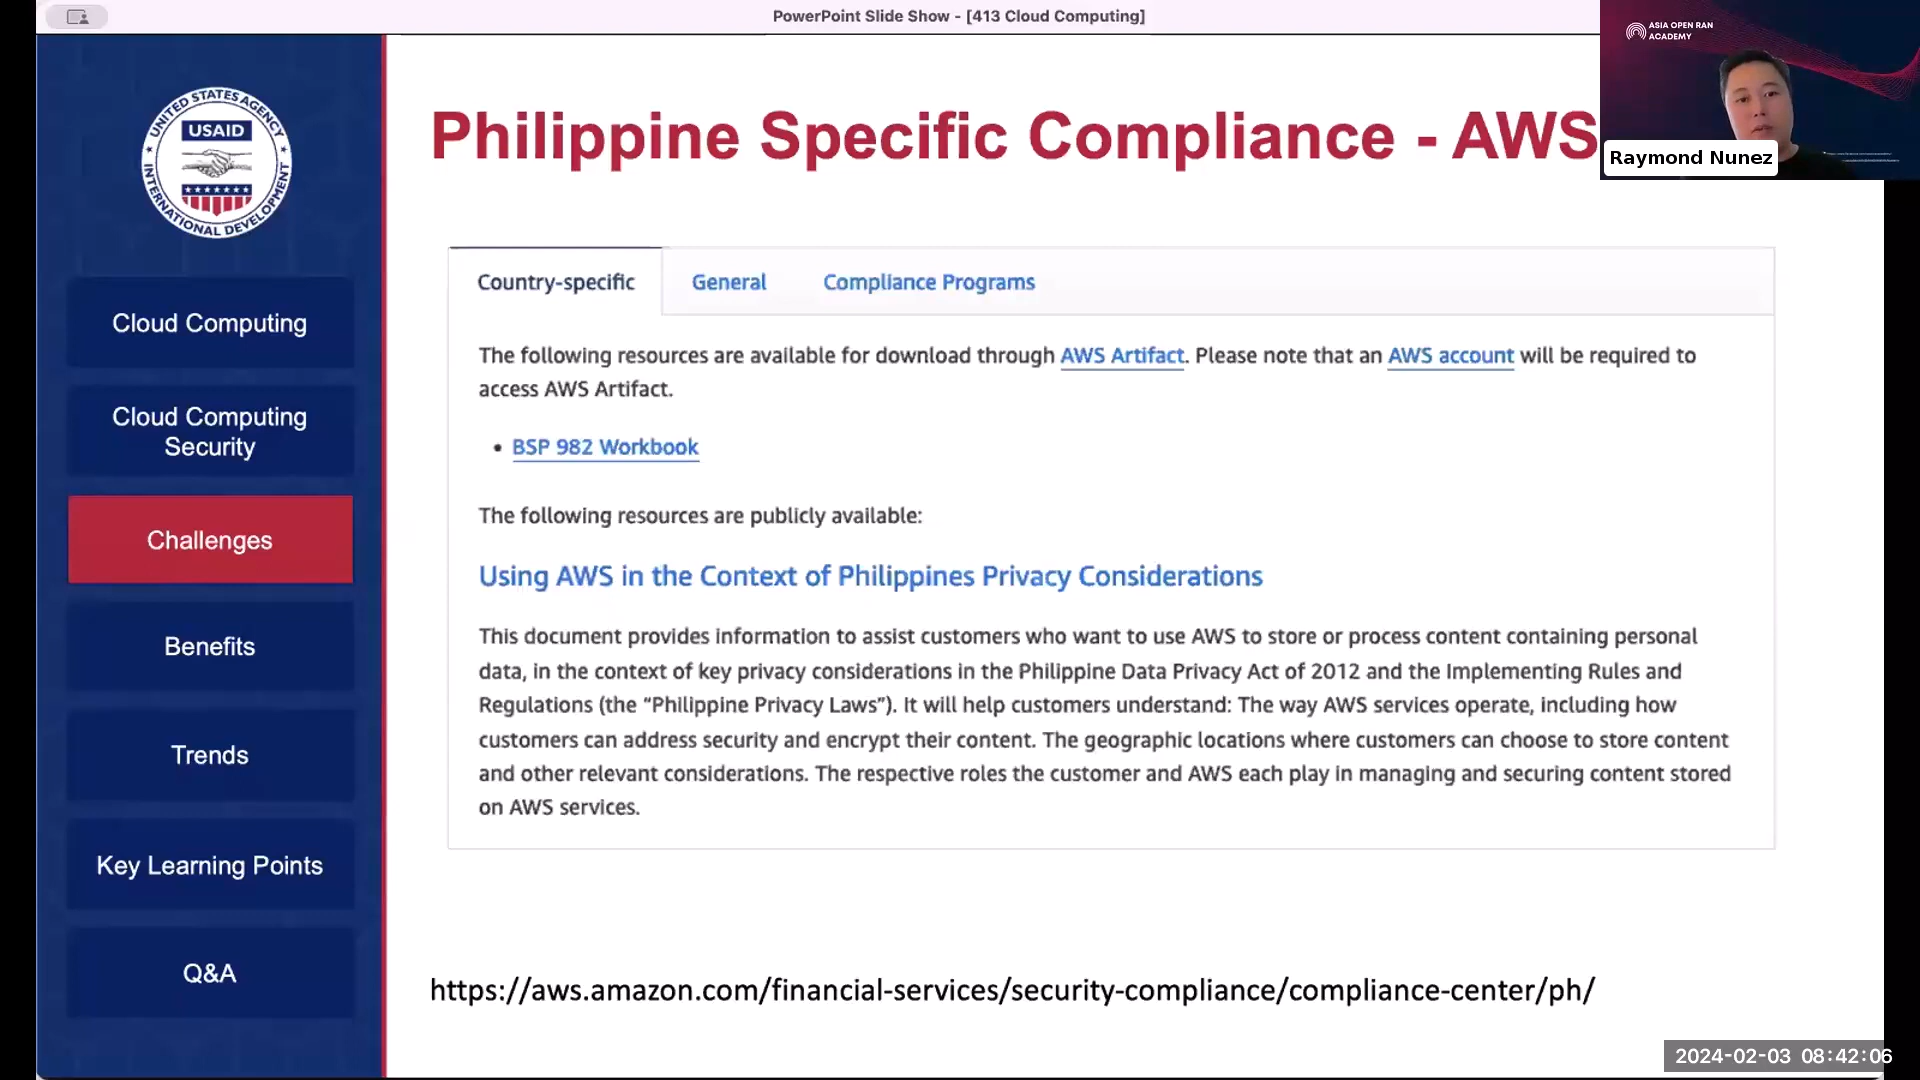 PowerPoint Slide Show - [413 Cloud Computing]
ASIA OPEN RAN
ACADEMY
Raymond Nunez
UNITED STATES AGENCY
USAID
INTERNATIONAL DEVELOPMENT
Cloud Computing
Cloud Computing
Security
Challenges
Benefits
Trends
Key Learning Points
Q&A
Philippine Specific Compliance - AWS
Country-specific General Compliance Programs
The following resources are available for download through AWS Artifact. Please note that an AWS account will be required to
access AWS Artifact.
• BSP 982 Workbook
The following resources are publicly available:
Using AWS in the Context of Philippines Privacy Considerations
This document provides information to assist customers who want to use AWS to store or process content containing personal
data, in the context of key privacy considerations in the Philippine Data Privacy Act of 2012 and the Implementing Rules and
Regulations (the “Philippine Privacy Laws”). It will help customers understand: The way AWS services operate, including how
customers can address security and encrypt their content. The geographic locations where customers can choose to store content
and other relevant considerations. The respective roles the customer and AWS each play in managing and securing content stored
on AWS services.
https://aws.amazon.com/financial-services/security-compliance/compliance-center/ph/
2024-02-03 08:42:06